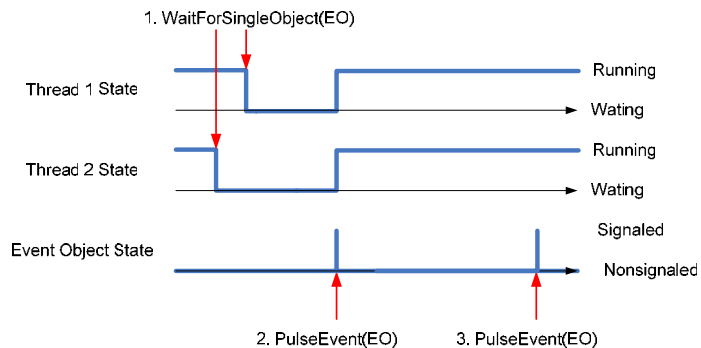 1. WaitForSingleObject(EO)
Thread 1 State
Running
Wating
Thread 2 State
Running
Wating
Event Object State
Signaled
Nonsignaled
2. PulseEvent(EO)
3. PulseEvent(EO)